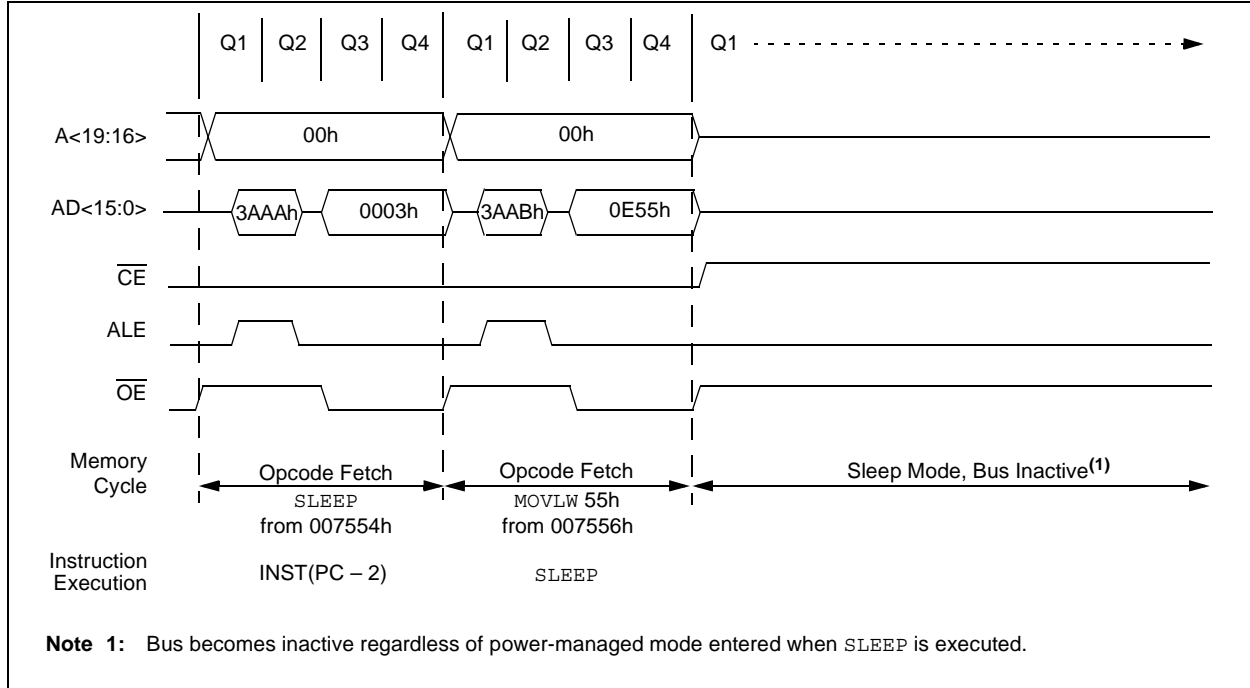 Q1 Q2 Q3 Q4 Q1 Q2 Q3 Q4 Q1
A<19:16> 00h 00h
AD<15:0> 3AAAh 0003h 3AABh 0E55h
CE
ALE
OE
Memory
Cycle
Opcode Fetch
SLEEP
from 007554h
Opcode Fetch
MOVLW 55h
from 007556h
Sleep Mode, Bus Inactive(1)
Instruction
Execution
INST(PC – 2)
SLEEP
Note 1: Bus becomes inactive regardless of power-managed mode entered when SLEEP is executed.